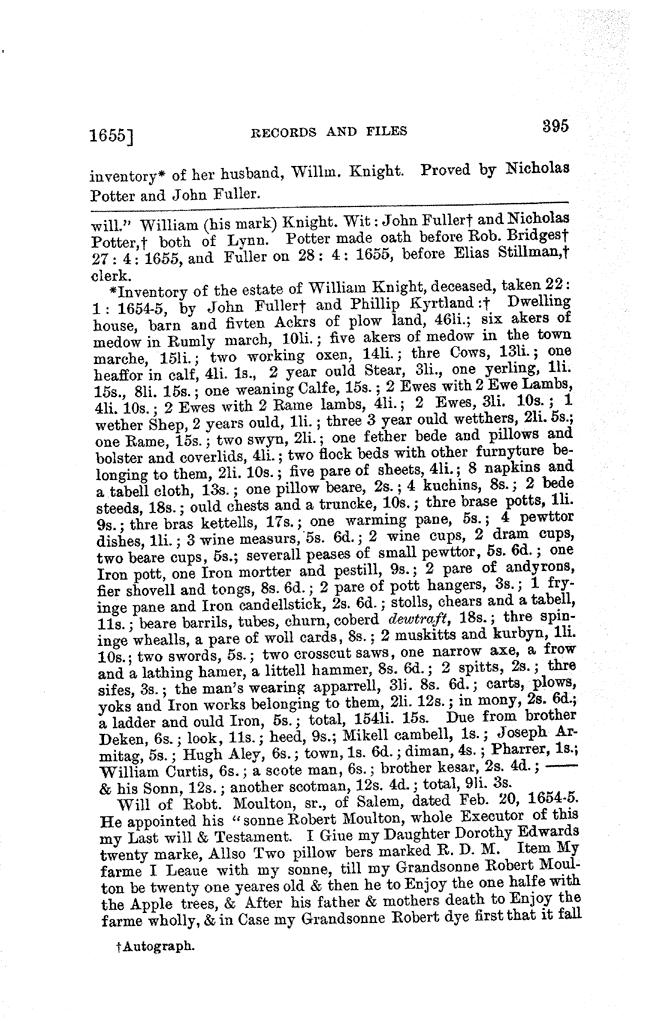 1655] RECORDS AND FILES 395
inventory* of her husband, Willm. Knight. Proved by Nicholas
Potter and John Fuller.
will." William (his mark) Knight. Wit: John Fuller† and Nicholas
Potter,† both of Lynn. Potter made oath before Rob. Bridges†
27: 4: 1655, and Fuller on 28: 4: 1655, before Elias Stillman,†
clerk.
*Inventory of the estate of William Knight, deceased, taken 22:
1: 1654-5, by John Fuller† and Phillip Kyrtland:† Dwelling
house, barn and fivten Ackrs of plow land, 46li.; six akers of
medow in Rumly march, 10li.; five akers of medow in the town
marche, 15li.; two working oxen, 14li.; thre Cows, 13li.; one
heaffor in calf, 4li. 1s., 2 year ould Stear, 3li., one yerling, 1li.
15s., 8li. 15s.; one weaning Calfe, 15s.; 2 Ewes with 2 Ewe Lambs,
4li. 10s.; 2 Ewes with 2 Rame lambs, 4li.; 2 Ewes, 3li. 10s.; 1
wether Shep, 2 years ould, 1li.; three 3 year ould wetthers, 2li. 5s.;
one Rame, 15s.; two swyn, 2li.; one fether bede and pillows and
bolster and coverlids, 4li.; two flock beds with other furnyture be-
longing to them, 2li. 10s.; five pare of sheets, 4li.; 8 napkins and
a tabell cloth, 13s.; one pillow beare, 2s.; 4 kuchins, 8s.; 2 bede
steeds, 18s.; ould chests and a truncke, 10s.; thre brase potts, 1li.
9s.; thre bras kettells, 17s.; one warming pane, 5s.; 4 pewttor
dishes, 1li.; 3 wine measurs, 5s. 6d.; 2 wine cups, 2 dram cups,
two beare cups, 5s.; severall peases of small pewttor, 5s. 6d.; one
Iron pott, one Iron mortter and pestill, 9s.; 2 pare of andyrons,
fier shovell and tongs, 8s. 6d.; 2 pare of pott hangers, 3s.; 1 fry-
inge pane and Iron candellstick, 2s. 6d.; stolls, chears and a tabell,
11s.; beare barrils, tubes, churn, coberd dewtraft, 18s.; thre spin-
inge whealls, a pare of woll cards, 8s.; 2 muskitts and kurbyn, 1li.
10s.; two swords, 5s.; two crosscut saws, one narrow axe, a frow
and a lathing hamer, a littell hammer, 8s. 6d.; 2 spitts, 2s.; thre
sifes, 3s.; the man's wearing apparrell, 3li. 8s. 6d.; carts, plows,
yoks and Iron works belonging to them, 2li. 12s.; in mony, 2s. 6d.;
a ladder and ould Iron, 5s.; total, 154li. 15s. Due from brother
Deken, 6s.; look, 11s.; heed, 9s.; Mikell cambell, 1s.; Joseph Ar-
mitag, 5s.; Hugh Aley, 6s.; town, 1s. 6d.; diman, 4s.; Pharrer, 1s.;
William Curtis, 6s.; a scote man, 6s.; brother kesar, 2s. 4d.; ——
& his Sonn, 12s.; another scotman, 12s. 4d.; total, 9li. 3s.
Will of Robt. Moulton, sr., of Salem, dated Feb. 20, 1654-5.
He appointed his "sonne Robert Moulton, whole Executor of this
my Last will & Testament. I Giue my Daughter Dorothy Edwards
twenty marke, Allso Two pillow bers marked R. D. M. Item My
farme I Leaue with my sonne, till my Grandsonne Robert Moul-
ton be twenty one yeares old & then he to Enjoy the one halfe with
the Apple trees, & After his father & mothers death to Enjoy the
farme wholly, & in Case my Grandsonne Robert dye first that it fall
†Autograph.